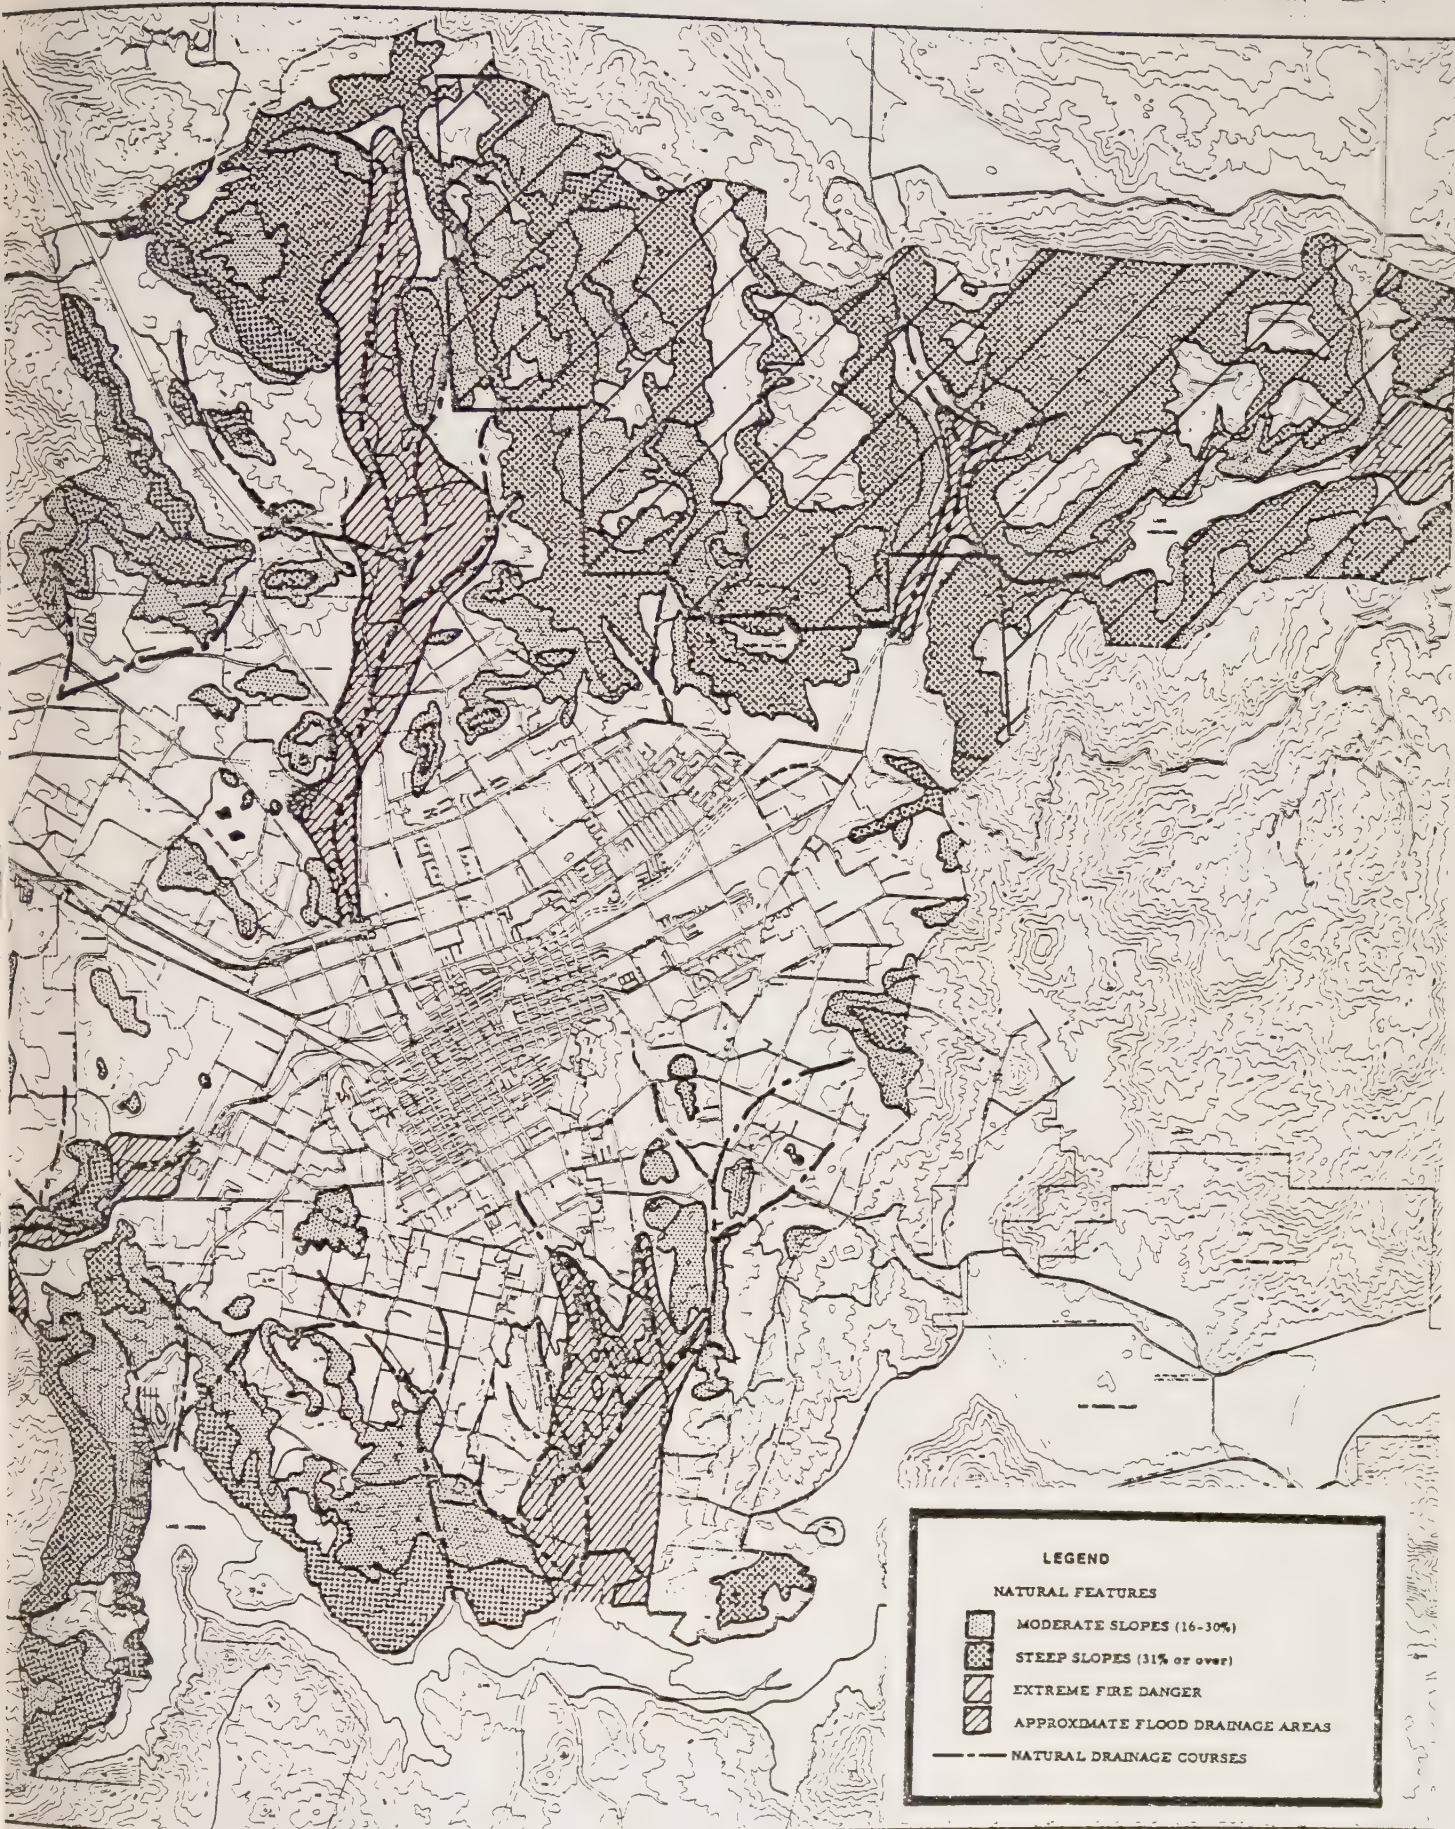 LEGEND
NATURAL FEATURES
MODERATE SLOPES (16-30%)
STEEP SLOPES (31% or over)
EXTREME FIRE DANGER
APPROXIMATE FLOOD DRAINAGE AREAS
NATURAL DRAINAGE COURSES